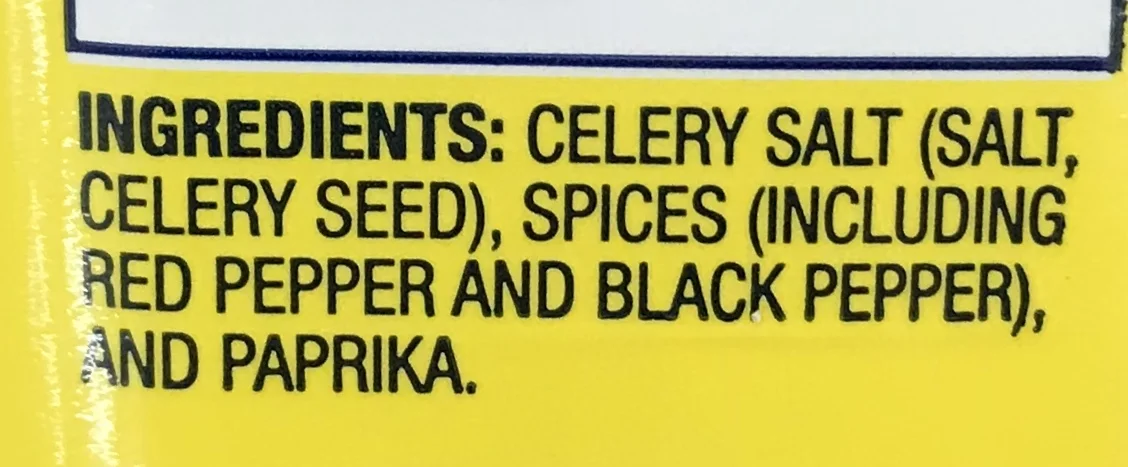 INGREDIENTS: CELERY SALT (SALT,
CELERY SEED), SPICES (INCLUDING
RED PEPPER AND BLACK PEPPER),
AND PAPRIKA.